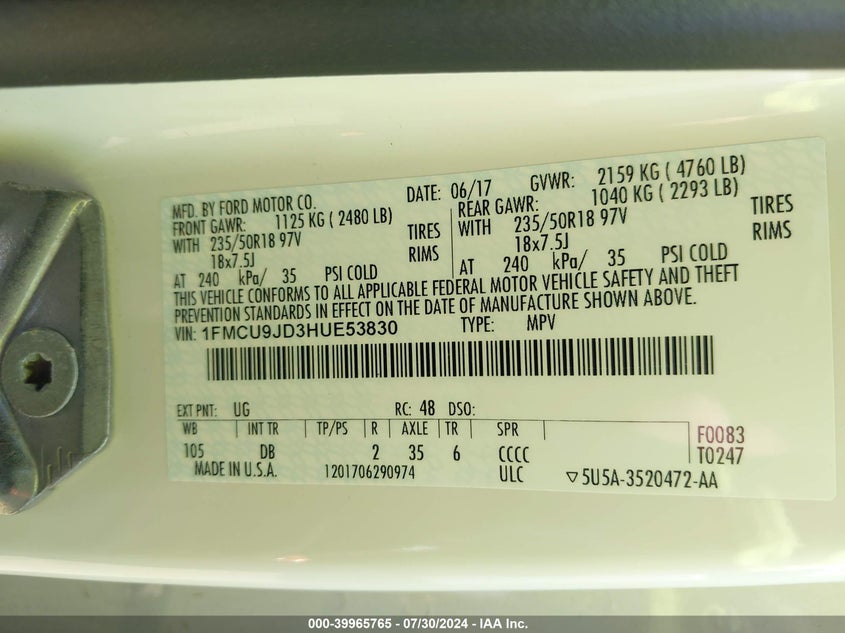 MFD. BY FORD MOTOR CO. DATE: 06/17 GVWR: 2159 KG ( 4760 LB)
FRONT GAWR: 1125 KG ( 2480 LB) REAR GAWR: 1040 KG ( 2293 LB)
WITH 235/50R18 97V TIRES WITH 235/50R18 97V TIRES
18x7.5J RIMS 18x7.5J RIMS
AT 240 kPa/ 35 PSI COLD AT 240 kPa/ 35 PSI COLD
THIS VEHICLE CONFORMS TO ALL APPLICABLE FEDERAL MOTOR VEHICLE SAFETY AND THEFT
PREVENTION STANDARDS IN EFFECT ON THE DATE OF MANUFACTURE SHOWN ABOVE.
VIN: 1FMCU9JD3HUE53830 TYPE: MPV
EXT PNT: UG RC: 48 DSO:
WB INT TR TP/PS R AXLE TR SPR F0083
105 DB 2 35 6 CCCC T0247
MADE IN U.S.A. 1201706290974 ULC ▽5U5A-3520472-AA
000-39965765 / 07/30/2024 - IAA Inc.